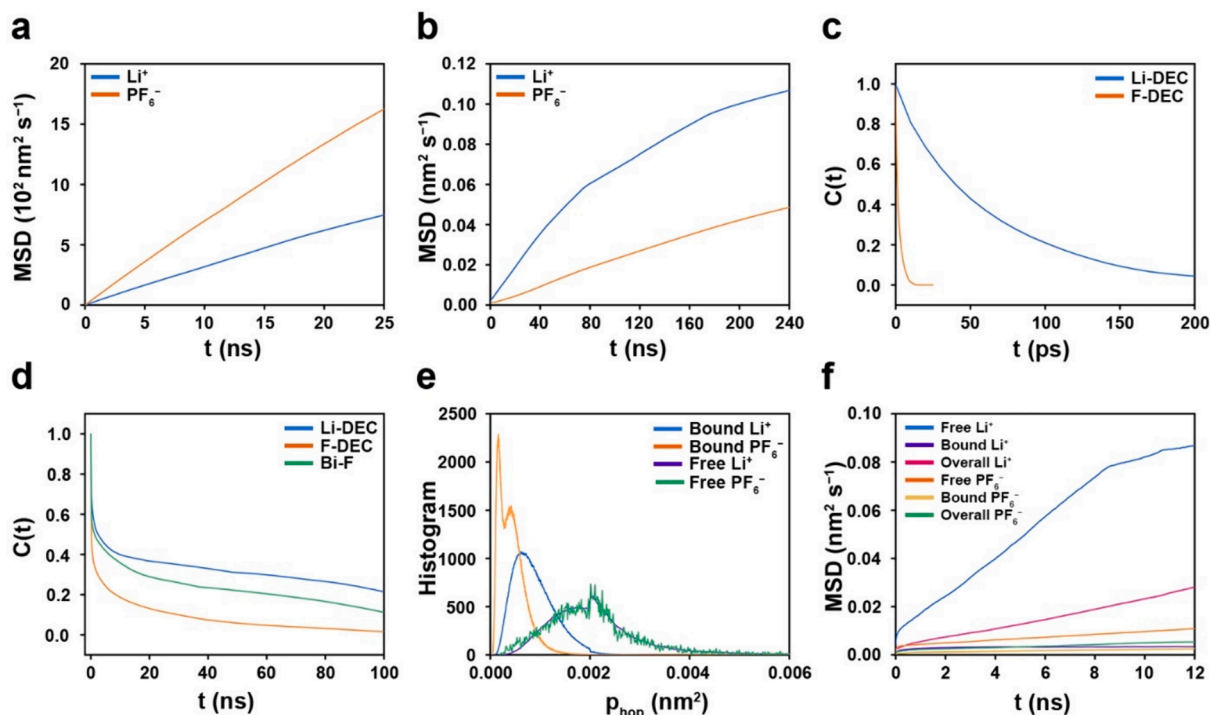 a
MSD (10² nm² s⁻¹)
20
15
10
5
0
Li⁺
PF₆⁻
0 5 10 15 20 25
t (ns)
b
MSD (nm² s⁻¹)
0.12
0.10
0.08
0.06
0.04
0.02
0.00
Li⁺
PF₆⁻
0 40 80 120 160 200 240
t (ns)
c
C(t)
1.0
0.8
0.6
0.4
0.2
0.0
Li-DEC
F-DEC
0 50 100 150 200
t (ps)
d
C(t)
1.0
0.8
0.6
0.4
0.2
0.0
Li-DEC
F-DEC
Bi-F
0 20 40 60 80 100
t (ns)
e
Histogram
2500
2000
1500
1000
500
0
Bound Li⁺
Bound PF₆⁻
Free Li⁺
Free PF₆⁻
0.000 0.002 0.004 0.006
p_hop (nm²)
f
MSD (nm² s⁻¹)
0.10
0.08
0.06
0.04
0.02
0.00
Free Li⁺
Bound Li⁺
Overall Li⁺
Free PF₆⁻
Bound PF₆⁻
Overall PF₆⁻
0 2 4 6 8 10 12
t (ns)